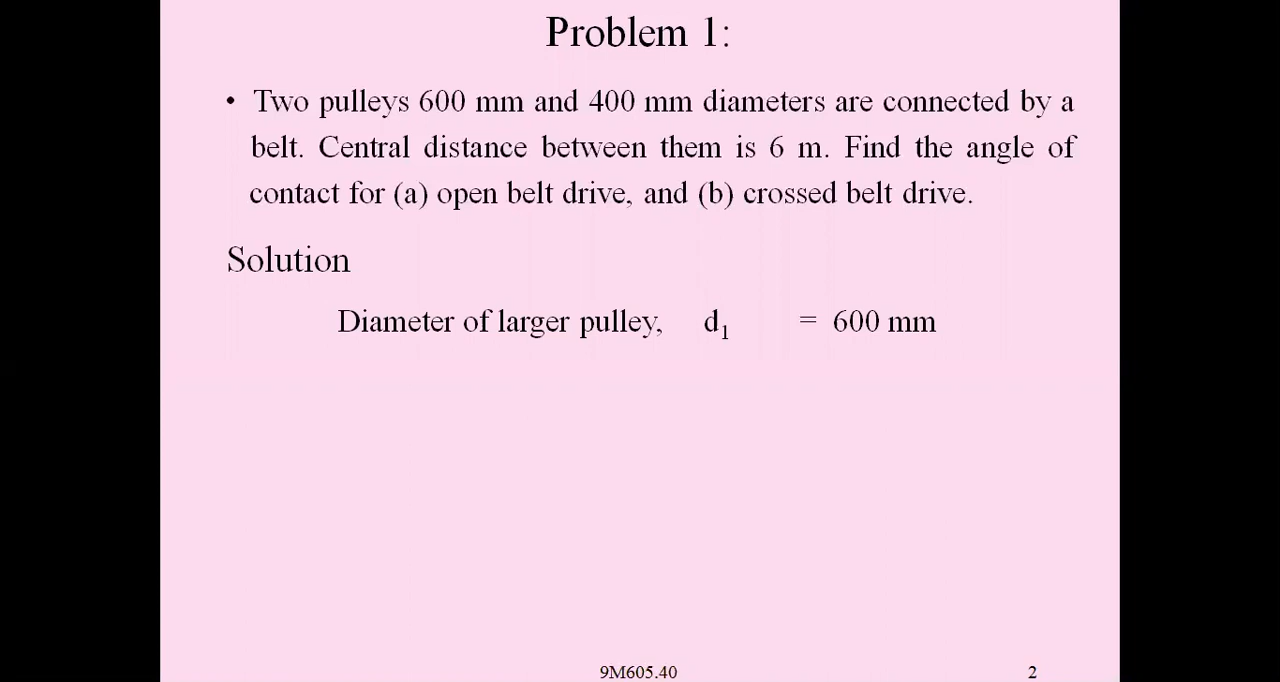 Problem 1:
• Two pulleys 600 mm and 400 mm diameters are connected by a
belt. Central distance between them is 6 m. Find the angle of
contact for (a) open belt drive, and (b) crossed belt drive.
Solution
Diameter of larger pulley, d₁ = 600 mm
9M605.40 2